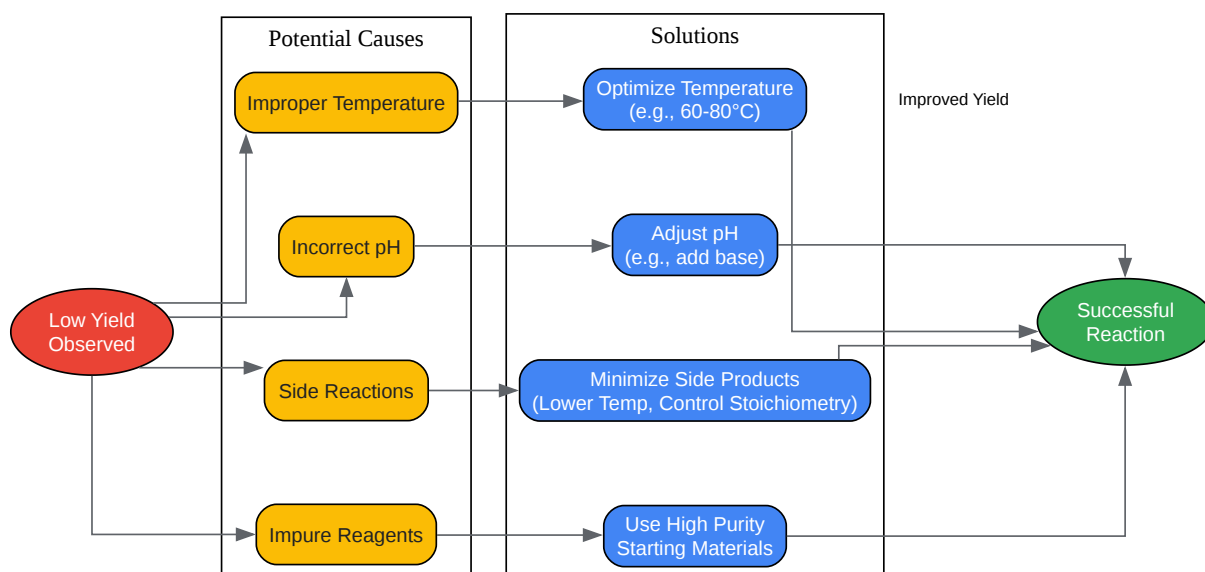 Potential Causes
Solutions
Improper Temperature
Optimize Temperature
(e.g., 60-80°C)
Improved Yield
Incorrect pH
Adjust pH
(e.g., add base)
Low Yield
Observed
Successful
Reaction
Side Reactions
Minimize Side Products
(Lower Temp, Control Stoichiometry)
Impure Reagents
Use High Purity
Starting Materials